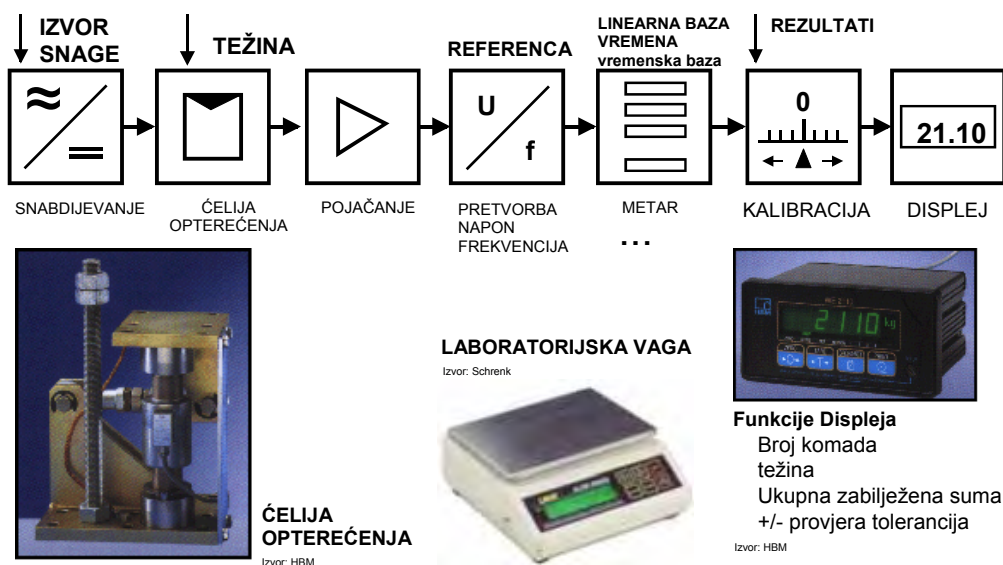 IZVOR
SNAGE
TEŽINA
REFERENCA
LINEARNA BAZA
VREMENA
vremenska baza
REZULTATI
U
f
0
21.10
SNABDIJEVANJE
ĆELIJA
OPTEREĆENJA
POJAČANJE
PRETVORBA
NAPON
FREKVENCIJA
METAR
...
KALIBRACIJA
DISPLEJ
ĆELIJA
OPTEREĆENJA
Izvor: HBM
LABORATORIJSKA VAGA
Izvor: Schrenk
2110 kg
Funkcije Displeja
Broj komada
težina
Ukupna zabilježena suma
+/- provjera tolerancija
Izvor: HBM